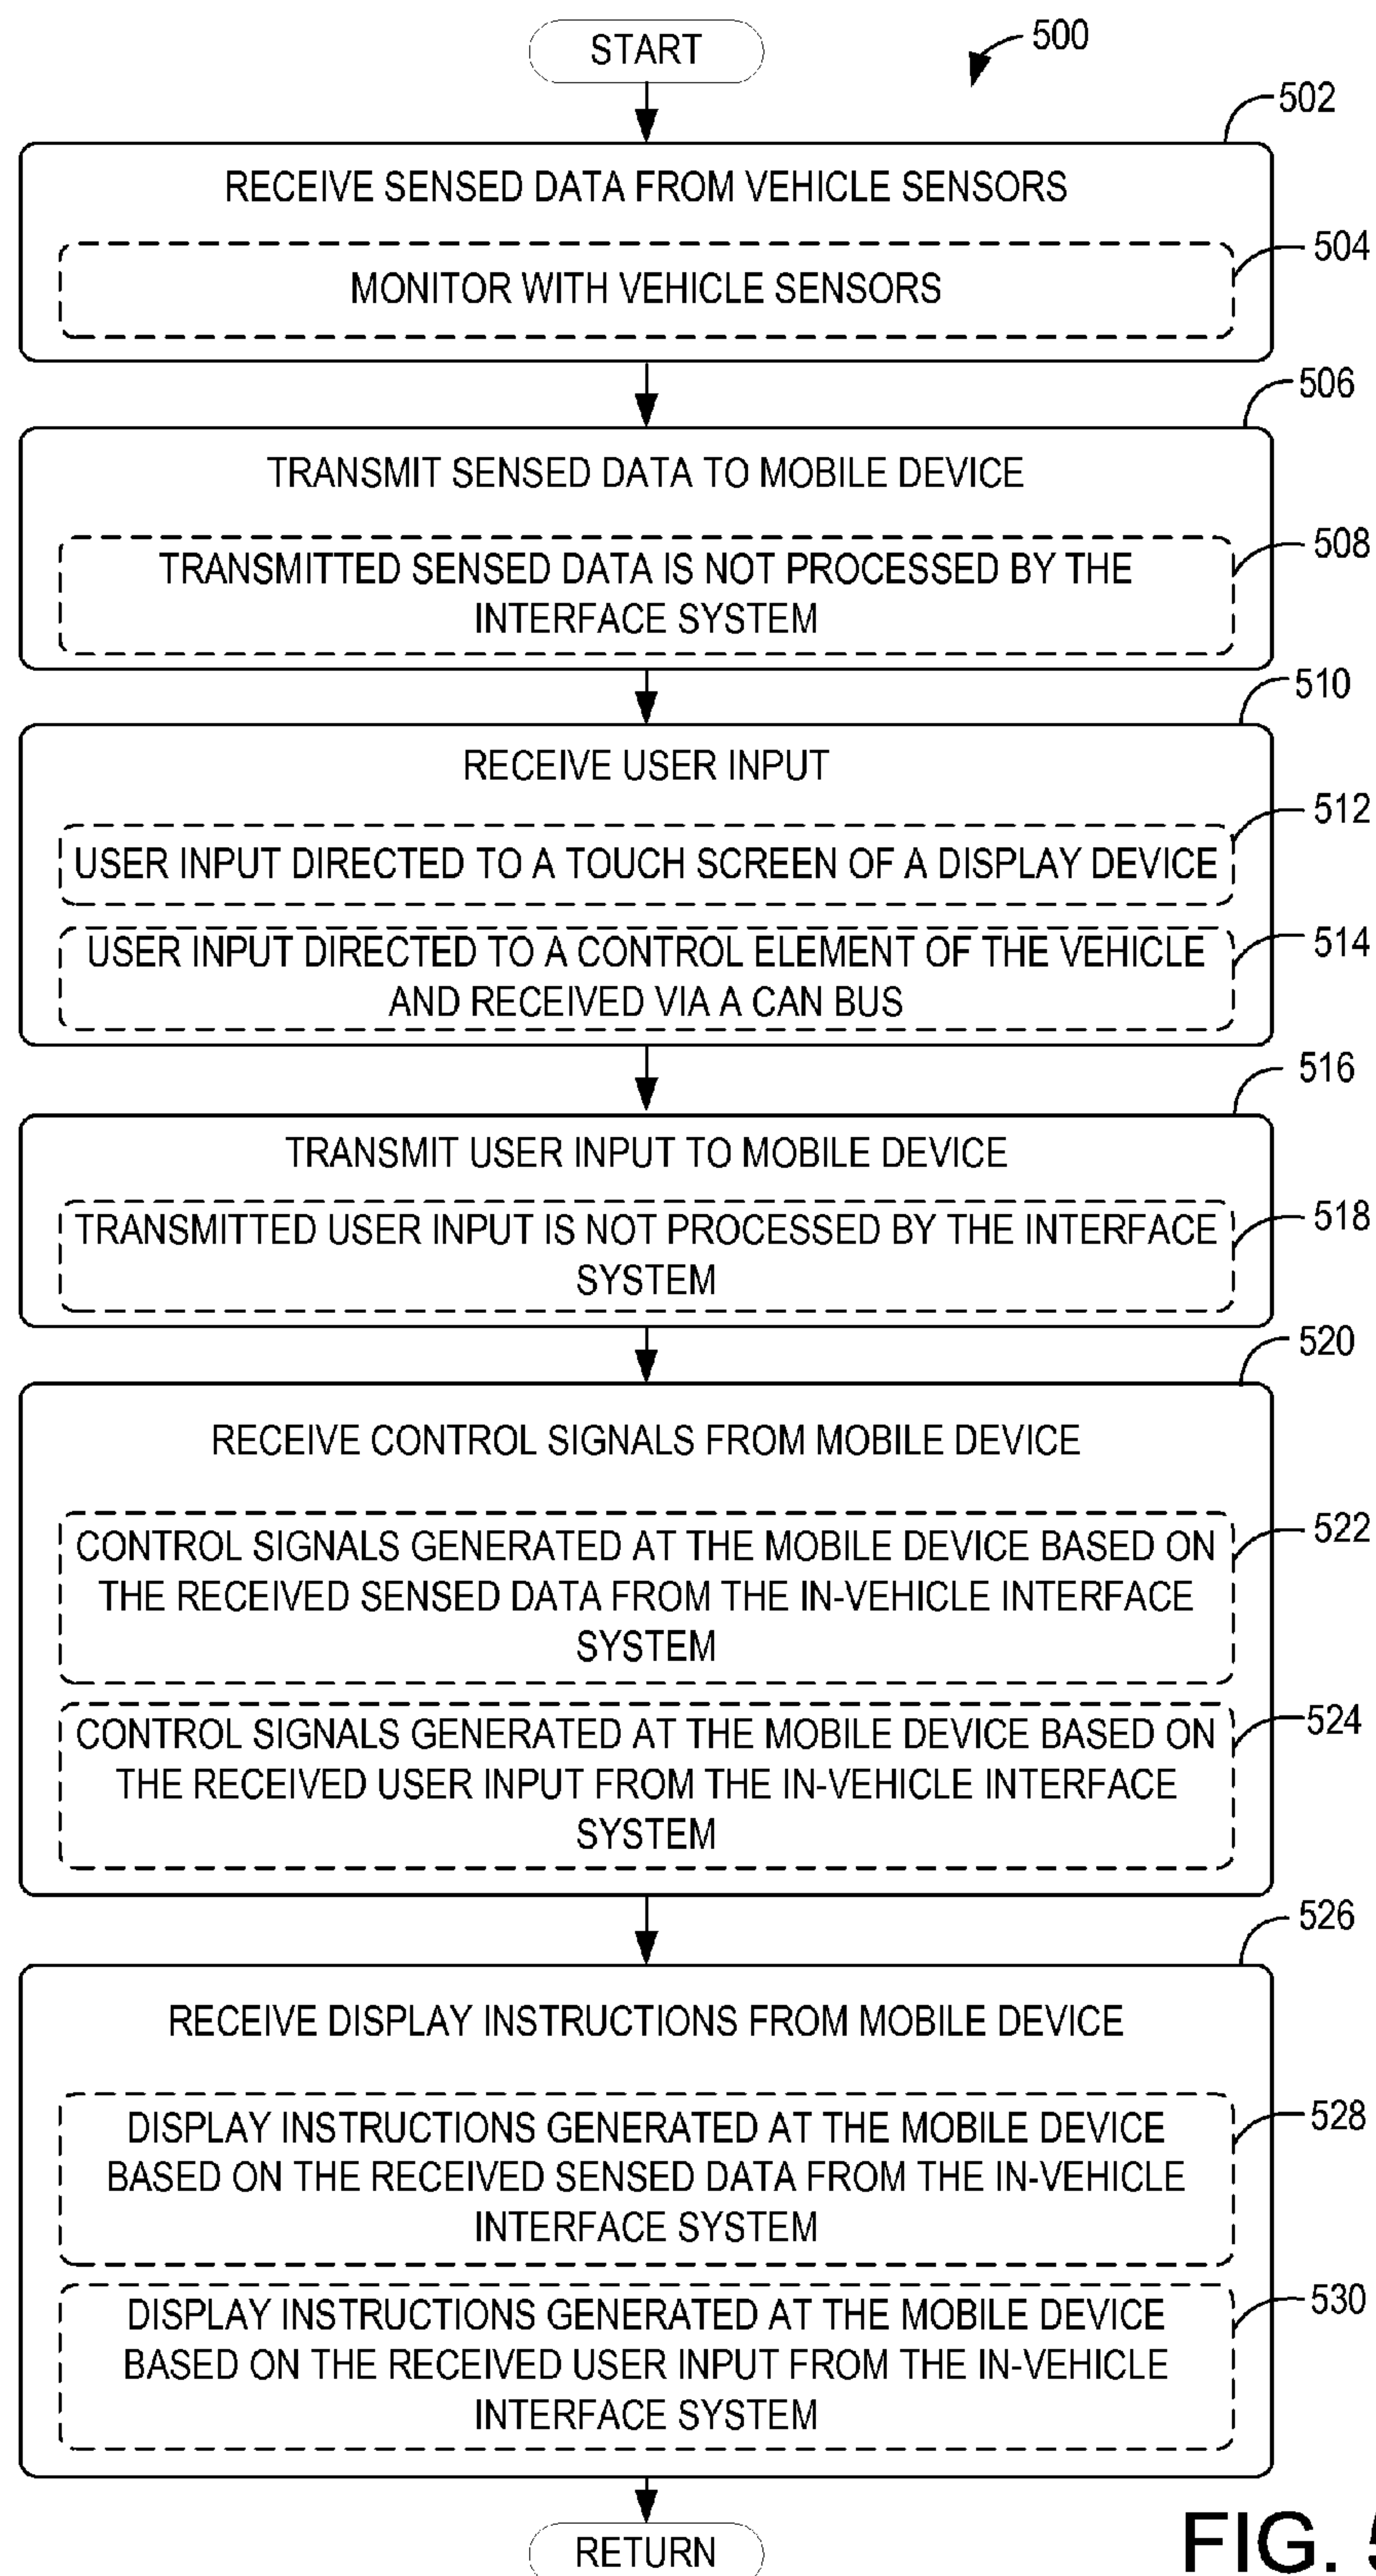 START
500
502
RECEIVE SENSED DATA FROM VEHICLE SENSORS
504
MONITOR WITH VEHICLE SENSORS
506
TRANSMIT SENSED DATA TO MOBILE DEVICE
508
TRANSMITTED SENSED DATA IS NOT PROCESSED BY THE
INTERFACE SYSTEM
510
RECEIVE USER INPUT
512
USER INPUT DIRECTED TO A TOUCH SCREEN OF A DISPLAY DEVICE
514
USER INPUT DIRECTED TO A CONTROL ELEMENT OF THE VEHICLE
AND RECEIVED VIA A CAN BUS
516
TRANSMIT USER INPUT TO MOBILE DEVICE
518
TRANSMITTED USER INPUT IS NOT PROCESSED BY THE INTERFACE
SYSTEM
520
RECEIVE CONTROL SIGNALS FROM MOBILE DEVICE
522
CONTROL SIGNALS GENERATED AT THE MOBILE DEVICE BASED ON
THE RECEIVED SENSED DATA FROM THE IN-VEHICLE INTERFACE
SYSTEM
524
CONTROL SIGNALS GENERATED AT THE MOBILE DEVICE BASED ON
THE RECEIVED USER INPUT FROM THE IN-VEHICLE INTERFACE
SYSTEM
526
RECEIVE DISPLAY INSTRUCTIONS FROM MOBILE DEVICE
528
DISPLAY INSTRUCTIONS GENERATED AT THE MOBILE DEVICE
BASED ON THE RECEIVED SENSED DATA FROM THE IN-VEHICLE
INTERFACE SYSTEM
530
DISPLAY INSTRUCTIONS GENERATED AT THE MOBILE DEVICE
BASED ON THE RECEIVED USER INPUT FROM THE IN-VEHICLE
INTERFACE SYSTEM
RETURN
FIG. 5